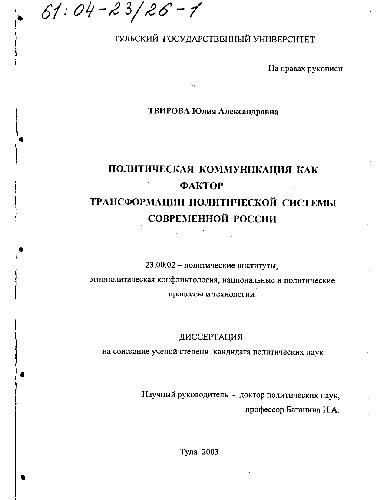 61:04-23/26-1
ТУЛЬСКИЙ ГОСУДАРСТВЕННЫЙ УНИВЕРСИТЕТ
На правах рукописи
ТВИРОВА Юлия Александровна
ПОЛИТИЧЕСКАЯ КОММУНИКАЦИЯ КАК
ФАКТОР
ТРАНСФОРМАЦИИ ПОЛИТИЧЕСКОЙ СИСТЕМЫ
СОВРЕМЕННОЙ РОССИИ
23.00.02 – политические институты,
этнополитическая конфликтология, национальные и политические
процессы и технологии
ДИССЕРТАЦИЯ
на соискание ученой степени кандидата политических наук
Научный руководитель - доктор политических наук,
профессор Батанина И.А.
Тула 2003